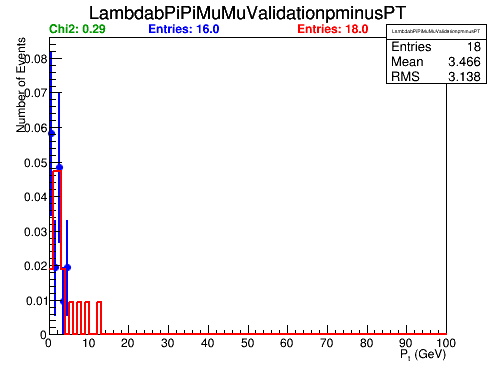 LambdabPiPiMuMuValidationpminusPT
Chi2: 0.29 Entries: 16.0 Entries: 18.0
LambdabPiPiMuMuValidationpminusPT
Entries 18
Mean 3.466
RMS 3.138
Number of Events
0.08
0.07
0.06
0.05
0.04
0.03
0.02
0.01
0
0 10 20 30 40 50 60 70 80 90 100
Pt (GeV)